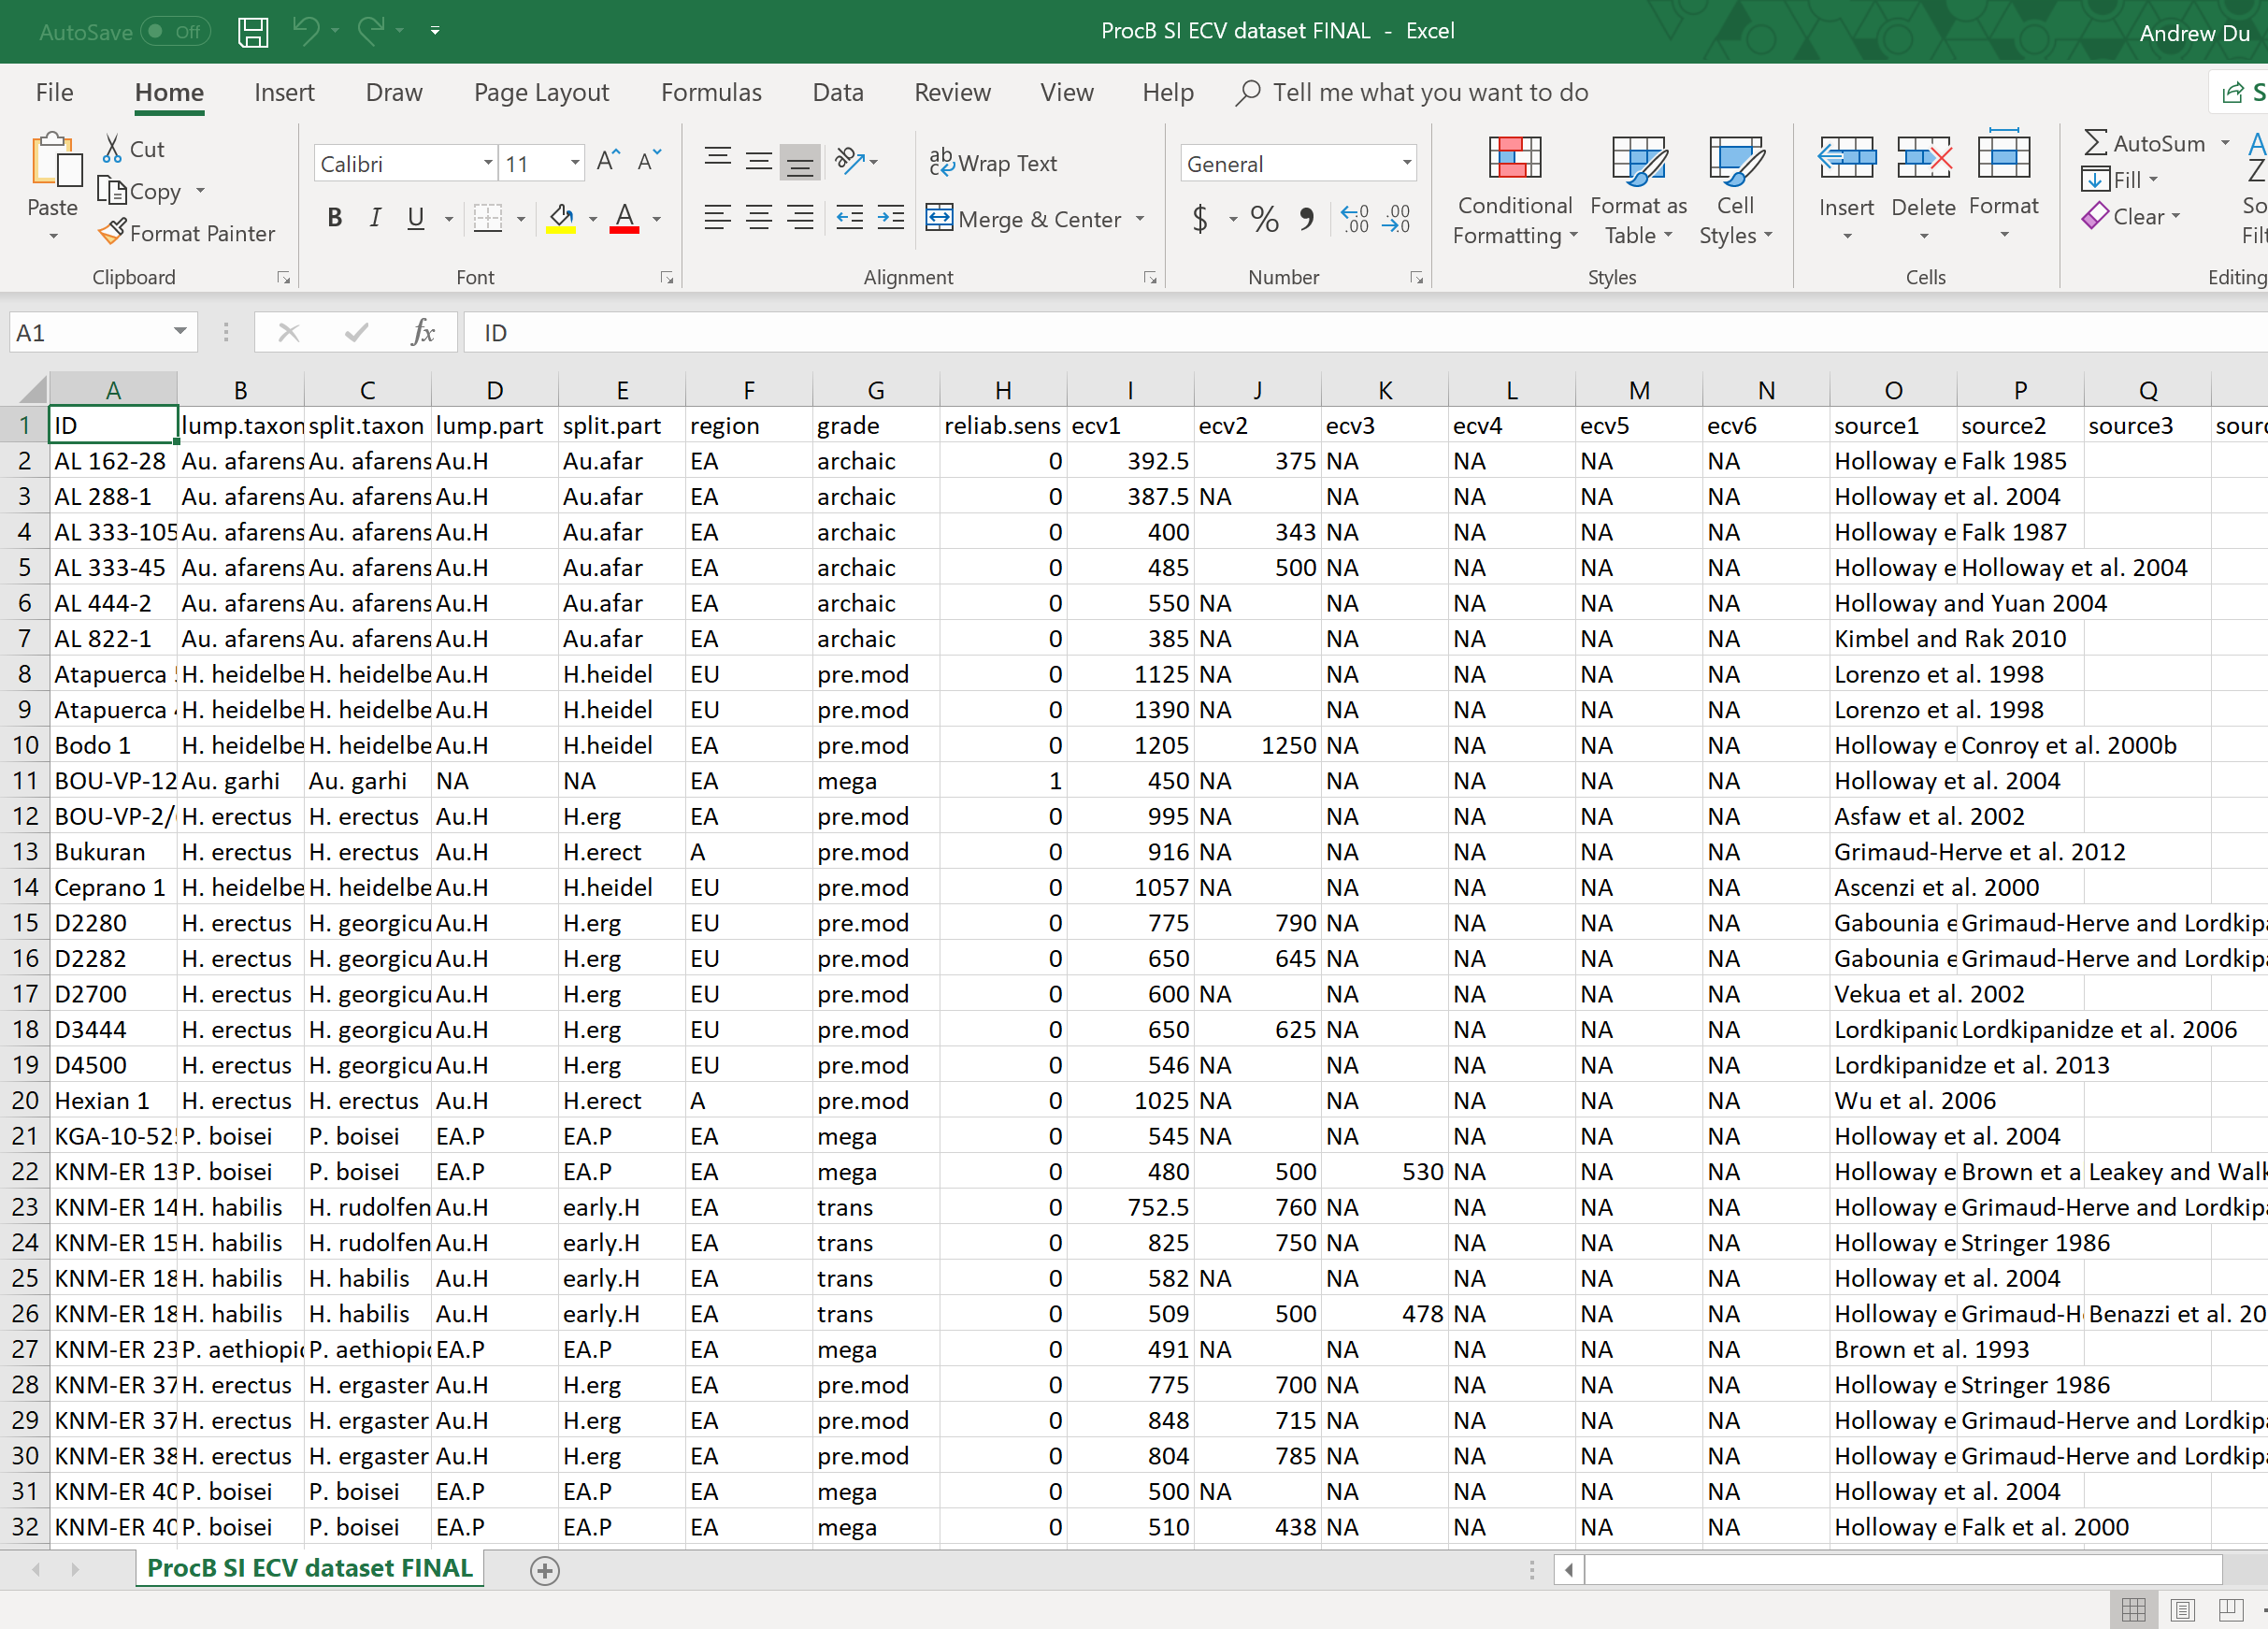 AutoSave Off ProcB SI ECV dataset FINAL - Excel Andrew Du
File Home Insert Draw Page Layout Formulas Data Review View Help Tell me what you want to do S
Paste Cut Copy Format Painter Clipboard
Calibri 11 B I U A Font
ab Wrap Text Merge & Center Alignment
General $ % Number
Conditional Formatting Format as Table Cell Styles Styles
Insert Delete Format Cells
AutoSum Fill Clear Editing
A1 fx ID
A B C D E F G H I J K L M N O P Q
1 ID lump.taxon split.taxon lump.part split.part region grade reliab.sens ecv1 ecv2 ecv3 ecv4 ecv5 ecv6 source1 source2 source3 sourc
2 AL 162-28 Au. afarens Au. afarens Au.H Au.afar EA archaic 0 392.5 375 NA NA NA NA Holloway e Falk 1985
3 AL 288-1 Au. afarens Au. afarens Au.H Au.afar EA archaic 0 387.5 NA NA NA NA NA Holloway et al. 2004
4 AL 333-105 Au. afarens Au. afarens Au.H Au.afar EA archaic 0 400 343 NA NA NA NA Holloway e Falk 1987
5 AL 333-45 Au. afarens Au. afarens Au.H Au.afar EA archaic 0 485 500 NA NA NA NA Holloway e Holloway et al. 2004
6 AL 444-2 Au. afarens Au. afarens Au.H Au.afar EA archaic 0 550 NA NA NA NA NA Holloway and Yuan 2004
7 AL 822-1 Au. afarens Au. afarens Au.H Au.afar EA archaic 0 385 NA NA NA NA NA Kimbel and Rak 2010
8 Atapuerca H. heidelbe H. heidelbe Au.H H.heidel EU pre.mod 0 1125 NA NA NA NA NA Lorenzo et al. 1998
9 Atapuerca H. heidelbe H. heidelbe Au.H H.heidel EU pre.mod 0 1390 NA NA NA NA NA Lorenzo et al. 1998
10 Bodo 1 H. heidelbe H. heidelbe Au.H H.heidel EA pre.mod 0 1205 1250 NA NA NA NA Holloway e Conroy et al. 2000b
11 BOU-VP-12 Au. garhi Au. garhi NA NA EA mega 1 450 NA NA NA NA NA Holloway et al. 2004
12 BOU-VP-2/ H. erectus H. erectus Au.H H.erg EA pre.mod 0 995 NA NA NA NA NA Asfaw et al. 2002
13 Bukuran H. erectus H. erectus Au.H H.erect A pre.mod 0 916 NA NA NA NA NA Grimaud-Herve et al. 2012
14 Ceprano 1 H. heidelbe H. heidelbe Au.H H.heidel EU pre.mod 0 1057 NA NA NA NA NA Ascenzi et al. 2000
15 D2280 H. erectus H. georgicu Au.H H.erg EU pre.mod 0 775 790 NA NA NA NA Gabounia e Grimaud-Herve and Lordkipa
16 D2282 H. erectus H. georgicu Au.H H.erg EU pre.mod 0 650 645 NA NA NA NA Gabounia e Grimaud-Herve and Lordkipa
17 D2700 H. erectus H. georgicu Au.H H.erg EU pre.mod 0 600 NA NA NA NA NA Vekua et al. 2002
18 D3444 H. erectus H. georgicu Au.H H.erg EU pre.mod 0 650 625 NA NA NA NA Lordkipanid Lordkipanidze et al. 2006
19 D4500 H. erectus H. georgicu Au.H H.erg EU pre.mod 0 546 NA NA NA NA NA Lordkipanidze et al. 2013
20 Hexian 1 H. erectus H. erectus Au.H H.erect A pre.mod 0 1025 NA NA NA NA NA Wu et al. 2006
21 KGA-10-525 P. boisei P. boisei EA.P EA.P EA mega 0 545 NA NA NA NA NA Holloway et al. 2004
22 KNM-ER 13 P. boisei P. boisei EA.P EA.P EA mega 0 480 500 530 NA NA NA Holloway e Brown et a Leakey and Walk
23 KNM-ER 14 H. habilis H. rudolfen Au.H early.H EA trans 0 752.5 760 NA NA NA NA Holloway e Grimaud-Herve and Lordkipa
24 KNM-ER 15 H. habilis H. rudolfen Au.H early.H EA trans 0 825 750 NA NA NA NA Holloway e Stringer 1986
25 KNM-ER 18 H. habilis H. habilis Au.H early.H EA trans 0 582 NA NA NA NA NA Holloway et al. 2004
26 KNM-ER 18 H. habilis H. habilis Au.H early.H EA trans 0 509 500 478 NA NA NA Holloway e Grimaud-H Benazzi et al. 20
27 KNM-ER 23 P. aethiopic P. aethiopic EA.P EA.P EA mega 0 491 NA NA NA NA NA Brown et al. 1993
28 KNM-ER 37 H. erectus H. ergaster Au.H H.erg EA pre.mod 0 775 700 NA NA NA NA Holloway e Stringer 1986
29 KNM-ER 37 H. erectus H. ergaster Au.H H.erg EA pre.mod 0 848 715 NA NA NA NA Holloway e Grimaud-Herve and Lordkipa
30 KNM-ER 38 H. erectus H. ergaster Au.H H.erg EA pre.mod 0 804 785 NA NA NA NA Holloway e Grimaud-Herve and Lordkipa
31 KNM-ER 40 P. boisei P. boisei EA.P EA.P EA mega 0 500 NA NA NA NA NA Holloway et al. 2004
32 KNM-ER 40 P. boisei P. boisei EA.P EA.P EA mega 0 510 438 NA NA NA NA Holloway e Falk et al. 2000
ProcB SI ECV dataset FINAL